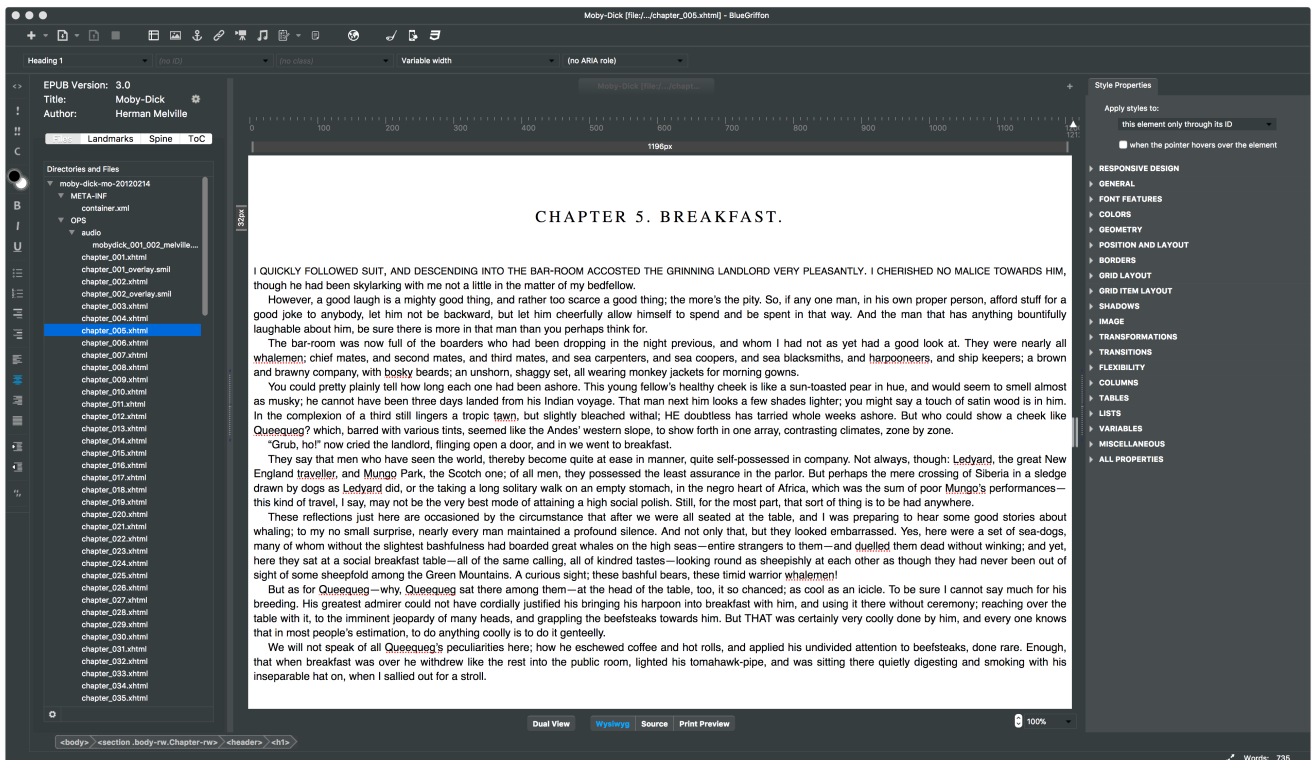 Moby-Dick [file:/.../chapter_005.xhtml] - BlueGriffon
Heading 1
(no ID)
(no class)
Variable width
(no ARIA role)
EPUB Version: 3.0
Title: Moby-Dick
Author: Herman Melville
Files Landmarks Spine ToC
Directories and Files
moby-dick-mo-20120214
META-INF
container.xml
OPS
audio
mobydick_001_002_melville....
chapter_001.xhtml
chapter_001_overlay.smil
chapter_002.xhtml
chapter_002_overlay.smil
chapter_003.xhtml
chapter_004.xhtml
chapter_005.xhtml
chapter_006.xhtml
chapter_007.xhtml
chapter_008.xhtml
chapter_009.xhtml
chapter_010.xhtml
chapter_011.xhtml
chapter_012.xhtml
chapter_013.xhtml
chapter_014.xhtml
chapter_015.xhtml
chapter_016.xhtml
chapter_017.xhtml
chapter_018.xhtml
chapter_019.xhtml
chapter_020.xhtml
chapter_021.xhtml
chapter_022.xhtml
chapter_023.xhtml
chapter_024.xhtml
chapter_025.xhtml
chapter_026.xhtml
chapter_027.xhtml
chapter_028.xhtml
chapter_029.xhtml
chapter_030.xhtml
chapter_031.xhtml
chapter_032.xhtml
chapter_033.xhtml
chapter_034.xhtml
chapter_035.xhtml
Moby-Dick [file:/.../chapt...
0 100 200 300 400 500 600 700 800 900 1000 1100
1196px
32px
CHAPTER 5. BREAKFAST.
I QUICKLY FOLLOWED SUIT, AND DESCENDING INTO THE BAR-ROOM ACCOSTED THE GRINNING LANDLORD VERY PLEASANTLY. I CHERISHED NO MALICE TOWARDS HIM,
though he had been skylarking with me not a little in the matter of my bedfellow.
However, a good laugh is a mighty good thing, and rather too scarce a good thing; the more's the pity. So, if any one man, in his own proper person, afford stuff for a
good joke to anybody, let him not be backward, but let him cheerfully allow himself to spend and be spent in that way. And the man that has anything bountifully
laughable about him, be sure there is more in that man than you perhaps think for.
The bar-room was now full of the boarders who had been dropping in the night previous, and whom I had not as yet had a good look at. They were nearly all
whalemen; chief mates, and second mates, and third mates, and sea carpenters, and sea coopers, and sea blacksmiths, and harpooneers, and ship keepers; a brown
and brawny company, with bosky beards; an unshorn, shaggy set, all wearing monkey jackets for morning gowns.
You could pretty plainly tell how long each one had been ashore. This young fellow's healthy cheek is like a sun-toasted pear in hue, and would seem to smell almost
as musky; he cannot have been three days landed from his Indian voyage. That man next him looks a few shades lighter; you might say a touch of satin wood is in him.
In the complexion of a third still lingers a tropic tawn, but slightly bleached withal; HE doubtless has tarried whole weeks ashore. But who could show a cheek like
Queequeg? which, barred with various tints, seemed like the Andes' western slope, to show forth in one array, contrasting climates, zone by zone.
“Grub, ho!” now cried the landlord, flinging open a door, and in we went to breakfast.
They say that men who have seen the world, thereby become quite at ease in manner, quite self-possessed in company. Not always, though: Ledyard, the great New
England traveller, and Mungo Park, the Scotch one; of all men, they possessed the least assurance in the parlor. But perhaps the mere crossing of Siberia in a sledge
drawn by dogs as Ledyard did, or the taking a long solitary walk on an empty stomach, in the negro heart of Africa, which was the sum of poor Mungo's performances—
this kind of travel, I say, may not be the very best mode of attaining a high social polish. Still, for the most part, that sort of thing is to be had anywhere.
These reflections just here are occasioned by the circumstance that after we were all seated at the table, and I was preparing to hear some good stories about
whaling; to my no small surprise, nearly every man maintained a profound silence. And not only that, but they looked embarrassed. Yes, here were a set of sea-dogs,
many of whom without the slightest bashfulness had boarded great whales on the high seas—entire strangers to them—and duelled them dead without winking; and yet,
here they sat at a social breakfast table—all of the same calling, all of kindred tastes—looking round as sheepishly at each other as though they had never been out of
sight of some sheepfold among the Green Mountains. A curious sight; these bashful bears, these timid warrior whalemen!
But as for Queequeg—why, Queequeg sat there among them—at the head of the table, too, it so chanced; as cool as an icicle. To be sure I cannot say much for his
breeding. His greatest admirer could not have cordially justified his bringing his harpoon into breakfast with him, and using it there without ceremony; reaching over the
table with it, to the imminent jeopardy of many heads, and grappling the beefsteaks towards him. But THAT was certainly very coolly done by him, and every one knows
that in most people's estimation, to do anything coolly is to do it genteelly.
We will not speak of all Queequeg's peculiarities here; how he eschewed coffee and hot rolls, and applied his undivided attention to beefsteaks, done rare. Enough,
that when breakfast was over he withdrew like the rest into the public room, lighted his tomahawk-pipe, and was sitting there quietly digesting and smoking with his
inseparable hat on, when I sallied out for a stroll.
Dual View Wysiwyg Source Print Preview
100%
<body> <section .body-rw.Chapter-rw> <header> <h1>
Style Properties
Apply styles to:
this element only through its ID
when the pointer hovers over the element
RESPONSIVE DESIGN
GENERAL
FONT FEATURES
COLORS
GEOMETRY
POSITION AND LAYOUT
BORDERS
GRID LAYOUT
GRID ITEM LAYOUT
SHADOWS
IMAGE
TRANSFORMATIONS
TRANSITIONS
FLEXIBILITY
COLUMNS
TABLES
LISTS
VARIABLES
MISCELLANEOUS
ALL PROPERTIES
Words: 735